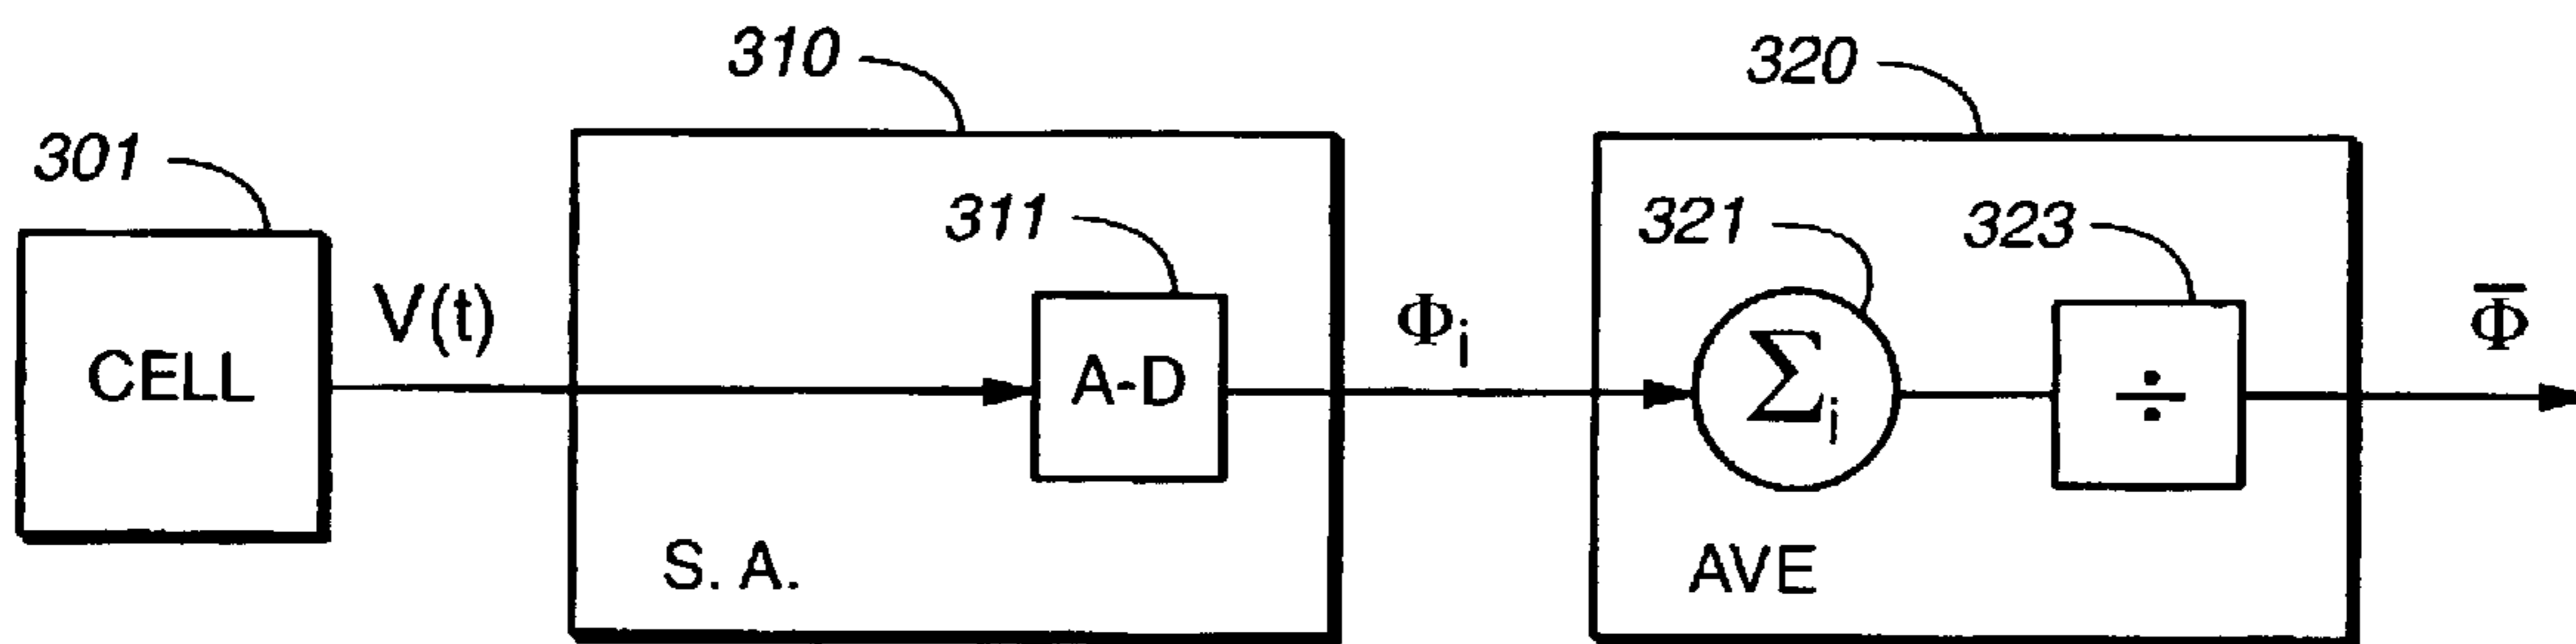 310
320
301
311
321
323
V(t)
Φi
Φ̅
CELL
A-D
Σi
÷
S. A.
AVE